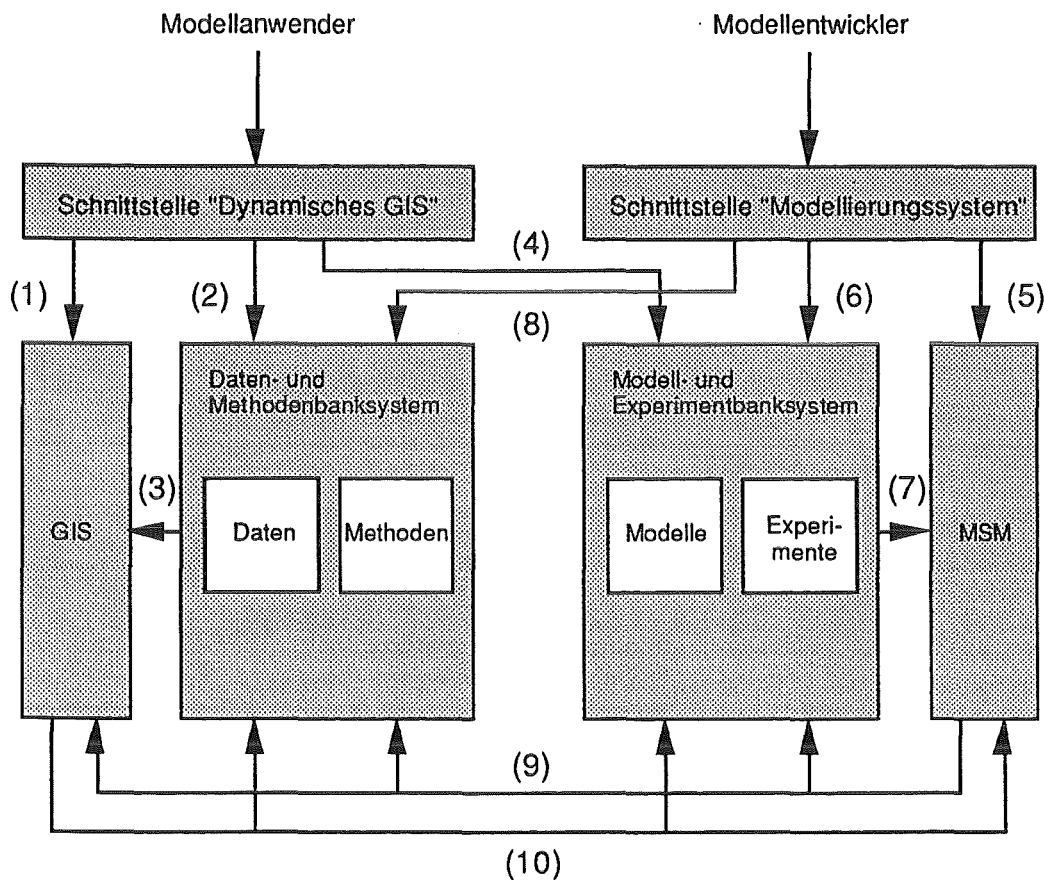 Modellanwender
Modellentwickler
Schnittstelle "Dynamisches GIS"
Schnittstelle "Modellierungssystem"
(4)
(1)
(2)
(8)
(6)
(5)
Daten- und
Methodenbanksystem
Modell- und
Experimentbanksystem
(3)
(7)
GIS
Daten
Methoden
Modelle
Experi-
mente
MSM
(9)
(10)